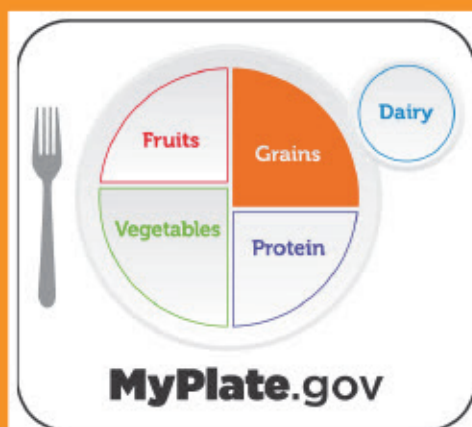 Dairy
Fruits
Grains
Vegetables
Protein
MyPlate.gov